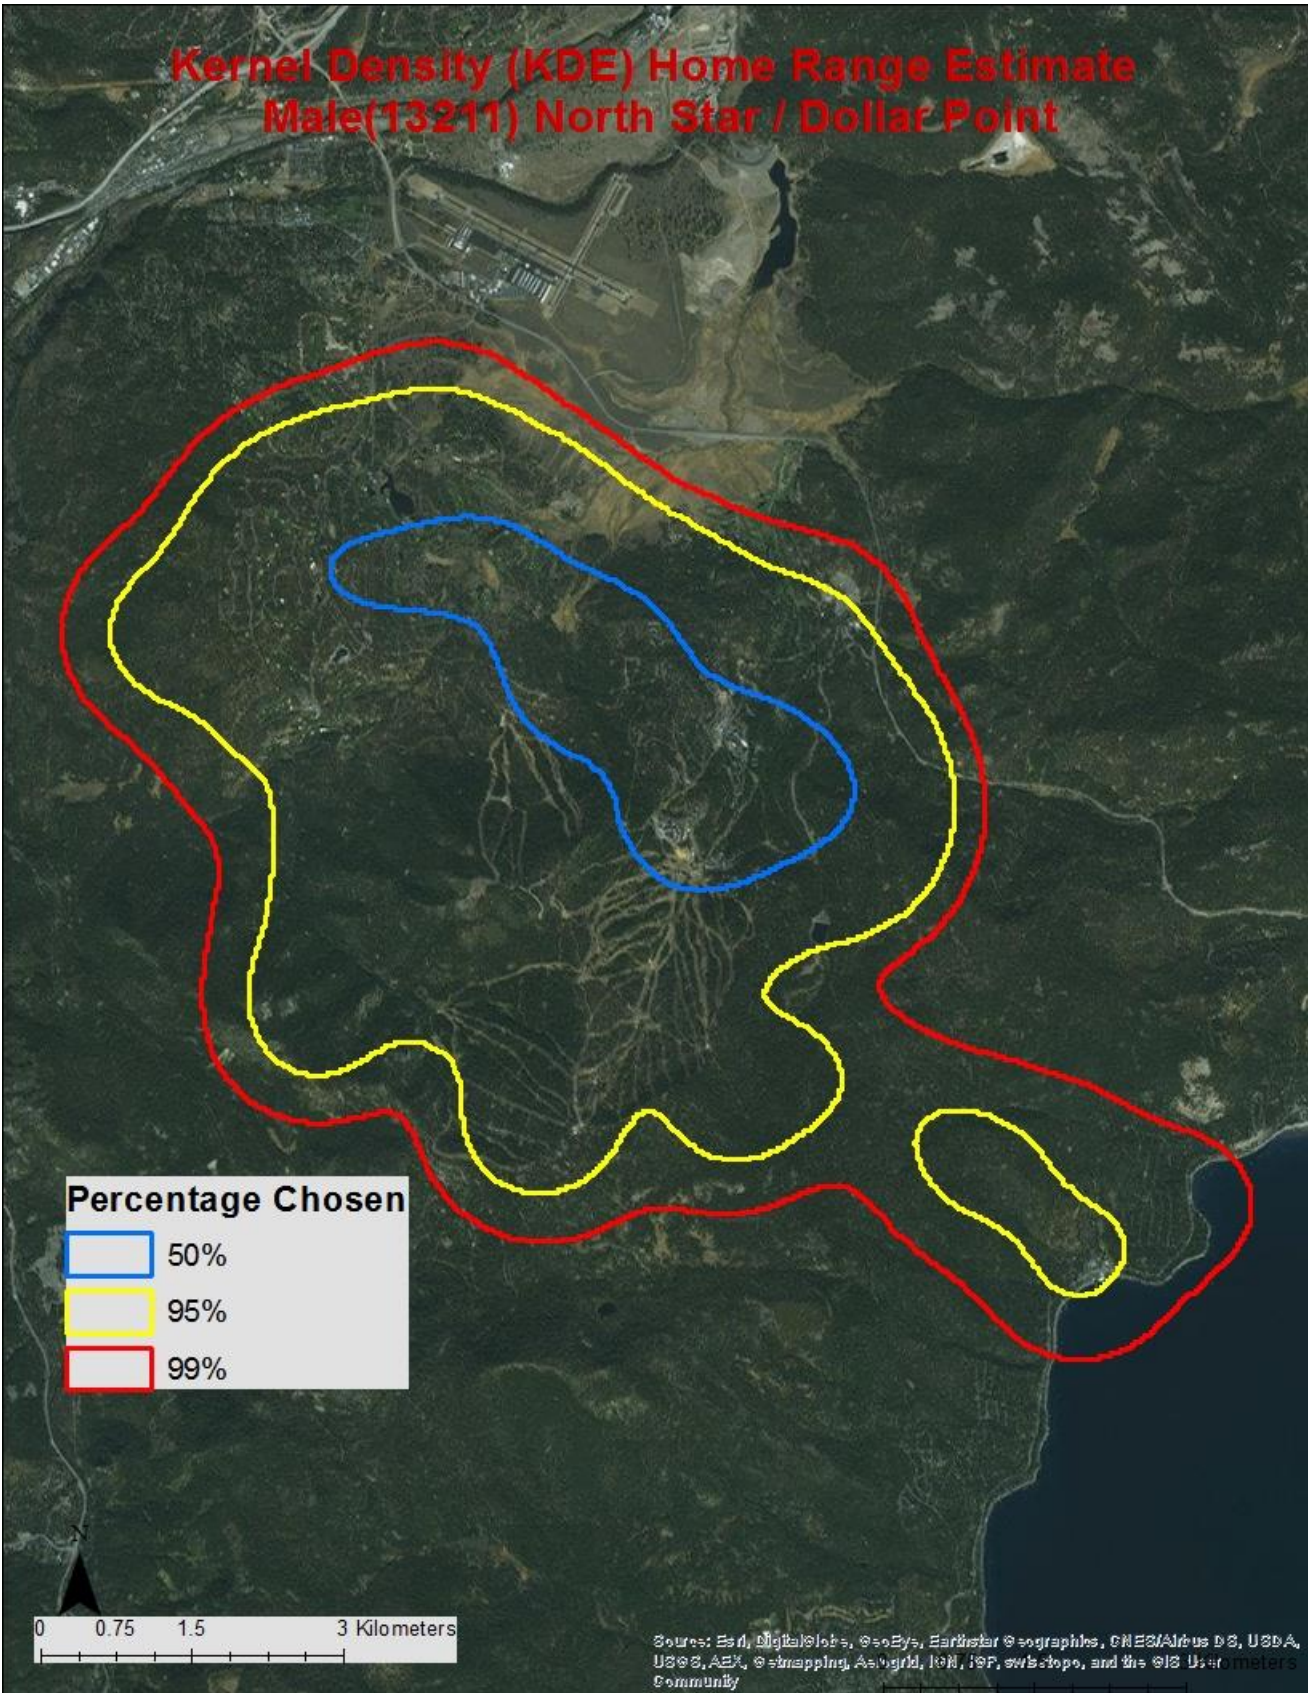 Kernel Density (KDE) Home Range Estimate
Male(13211) North Star / Dollar Point
Percentage Chosen
50%
95%
99%
N
0 0.75 1.5 3 Kilometers
Source: Esri, DigitalGlobe, GeoEye, Earthstar Geographics, CNES/Airbus DS, USDA,
USGS, AEX, Getmapping, Aerogrid, IGN, IGP, swisstopo, and the GIS User
Community